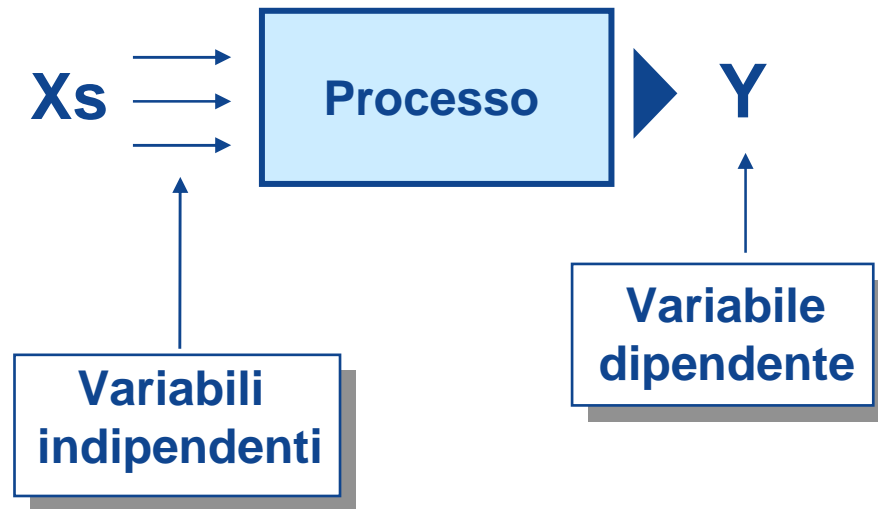 Xs
Processo
Y
Variabile
dipendente
Variabili
indipendenti